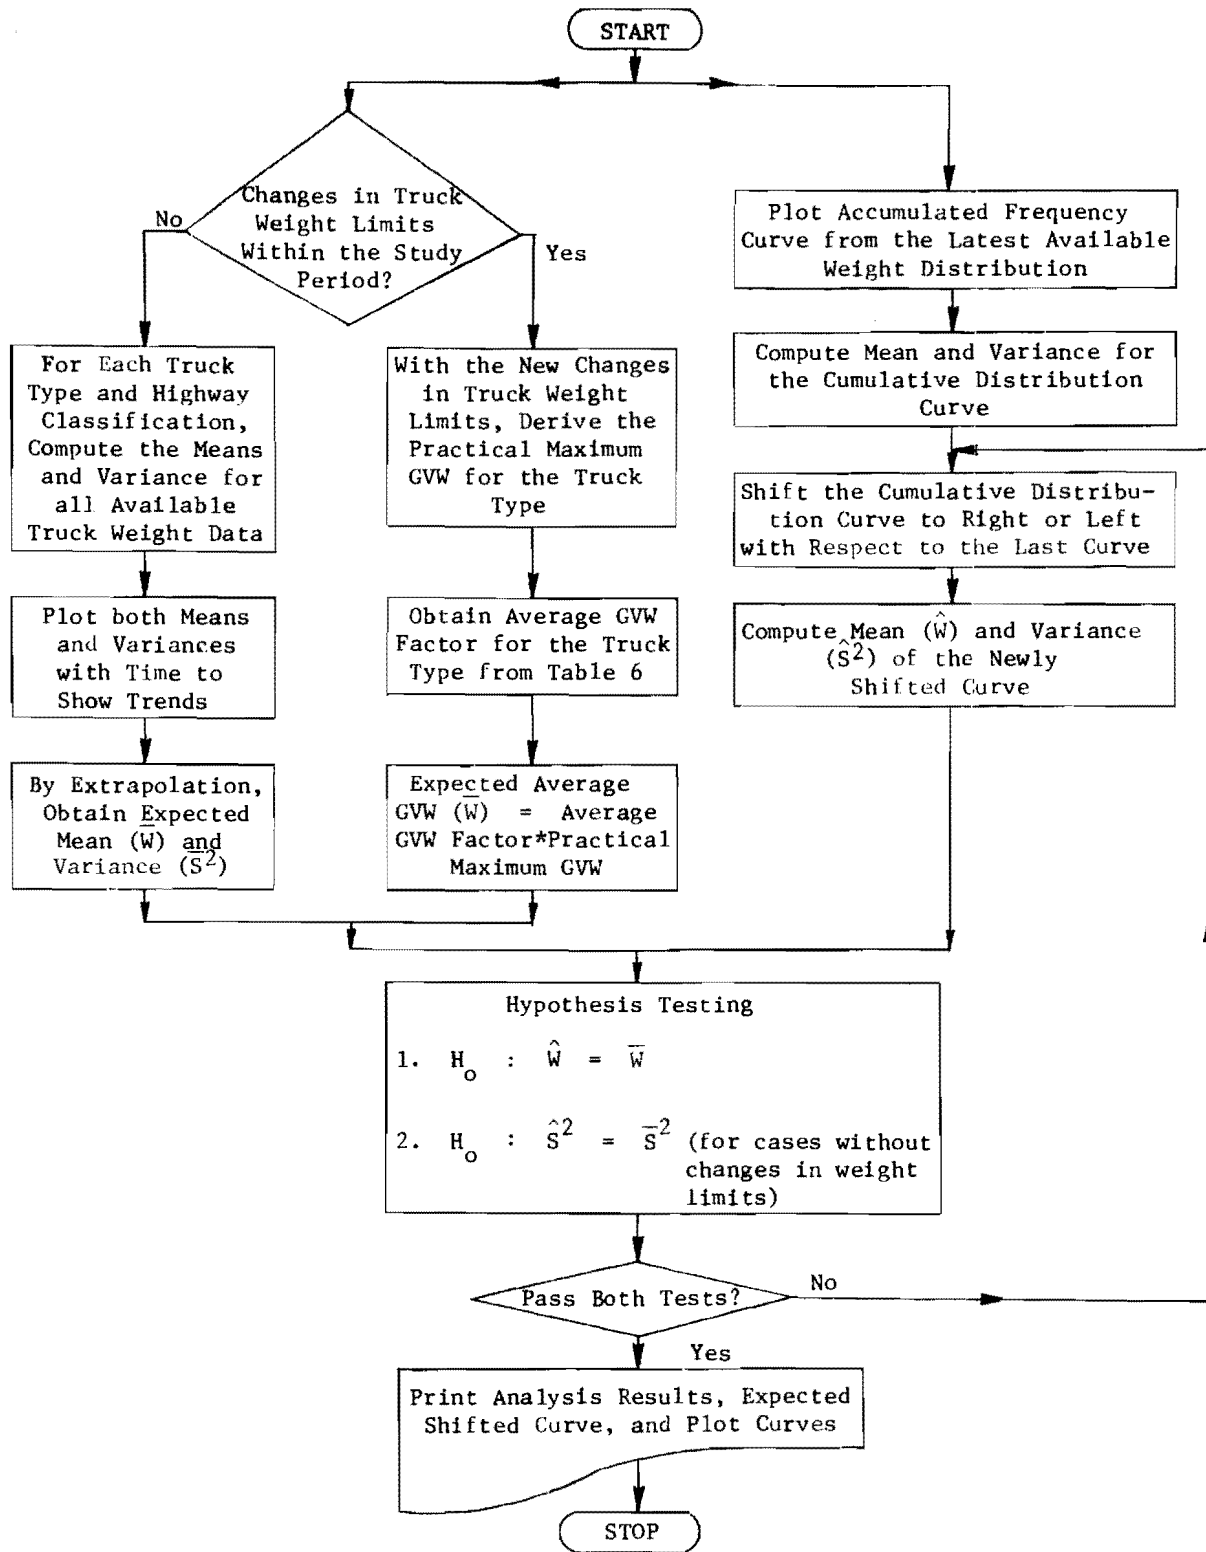 START
Changes in Truck
Weight Limits
Within the Study
Period?
No
Yes
For Each Truck
Type and Highway
Classification,
Compute the Means
and Variance for
all Available
Truck Weight Data
Plot both Means
and Variances
with Time to
Show Trends
By Extrapolation,
Obtain Expected
Mean (W̅) and
Variance (S̅²)
With the New Changes
in Truck Weight
Limits, Derive the
Practical Maximum
GVW for the Truck
Type
Obtain Average GVW
Factor for the Truck
Type from Table 6
Expected Average
GVW (W̅) = Average
GVW Factor*Practical
Maximum GVW
Plot Accumulated Frequency
Curve from the Latest Available
Weight Distribution
Compute Mean and Variance for
the Cumulative Distribution
Curve
Shift the Cumulative Distribu-
tion Curve to Right or Left
with Respect to the Last Curve
Compute Mean (Ŵ) and Variance
(Ŝ²) of the Newly
Shifted Curve
Hypothesis Testing
1. H₀ : Ŵ = W̅
2. H₀ : Ŝ² = S̅² (for cases without
changes in weight
limits)
Pass Both Tests?
No
Yes
Print Analysis Results, Expected
Shifted Curve, and Plot Curves
STOP